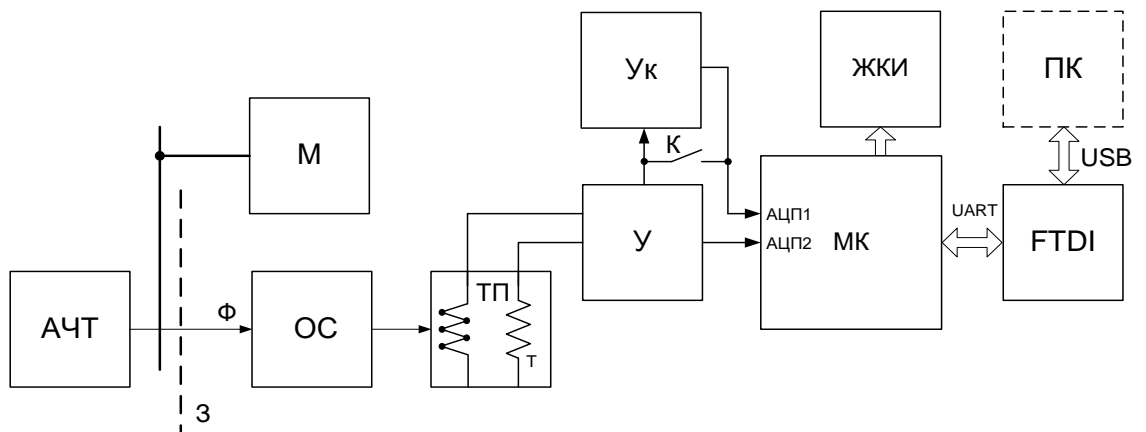 Ук
ЖКИ
ПК
К
USB
М
АЦП1
UART
У
АЦП2
МК
FTDI
ТП
Ф
АЧТ
ОС
Т
З